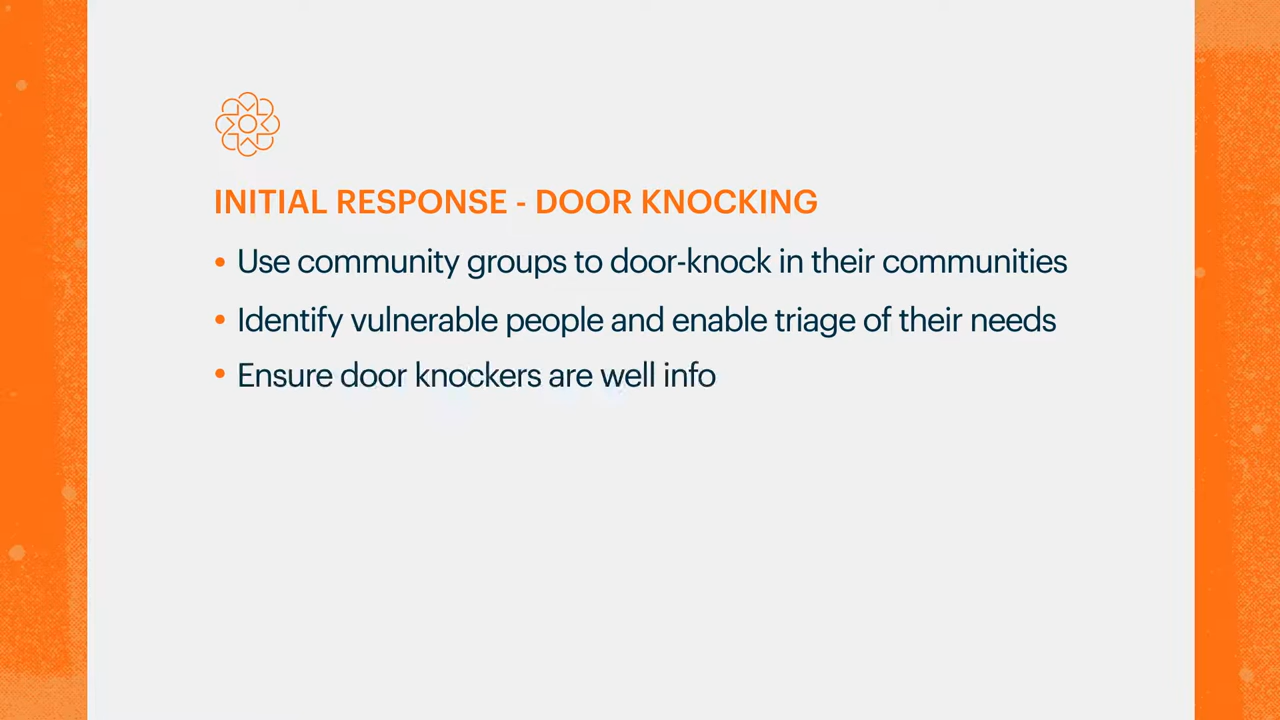 INITIAL RESPONSE - DOOR KNOCKING
• Use community groups to door-knock in their communities
• Identify vulnerable people and enable triage of their needs
• Ensure door knockers are well info